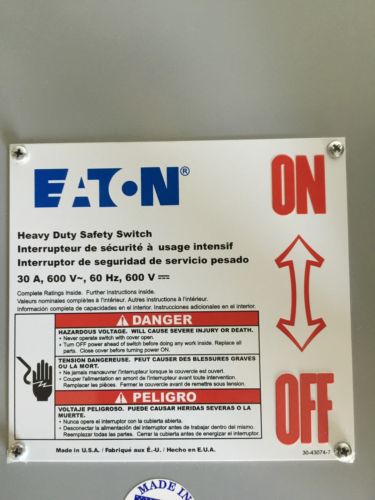 EATON®
ON
Heavy Duty Safety Switch
Interrupteur de sécurité à usage intensif
Interruptor de seguridad de servicio pesado
30 A, 600 V~, 60 Hz, 600 V ⎓
Complete Ratings Inside. Further Instructions inside.
Valeurs nominales complètes à l'intérieur. Autres instructions à l'intérieur.
Información completa de capacidades en el interior. Instrucciones adicionales en el interior.
⚠ DANGER
HAZARDOUS VOLTAGE. WILL CAUSE SEVERE INJURY OR DEATH.
• Never operate switch with cover open.
• Turn OFF power ahead of switch before doing any work inside. Replace all
parts. Close cover before turning power ON.
TENSION DANGEREUSE. PEUT CAUSER DES BLESSURES GRAVES
OU LA MORT.
• Ne jamais manœuvrer l'interrupteur lorsque le couvercle est ouvert.
• Couper l'alimentation en amont de l'interrupteur avant toute intervention.
Remplacer les pièces. Fermer le couvercle avant de remettre sous tension.
⚠ PELIGRO
VOLTAJE PELIGROSO. PUEDE CAUSAR HERIDAS SEVERAS O LA
MUERTE.
• Nunca opere el interruptor con la cubierta abierta.
• Desconectar la alimentación del interruptor antes de trabajar dentro del mismo.
Reemplazar todas las partes. Cerrar la cubierta antes de energizar el interruptor.
OFF
Made in U.S.A. / Fabriqué aux É.-U. / Hecho en E.U.A.
30-43074-7
MADE IN